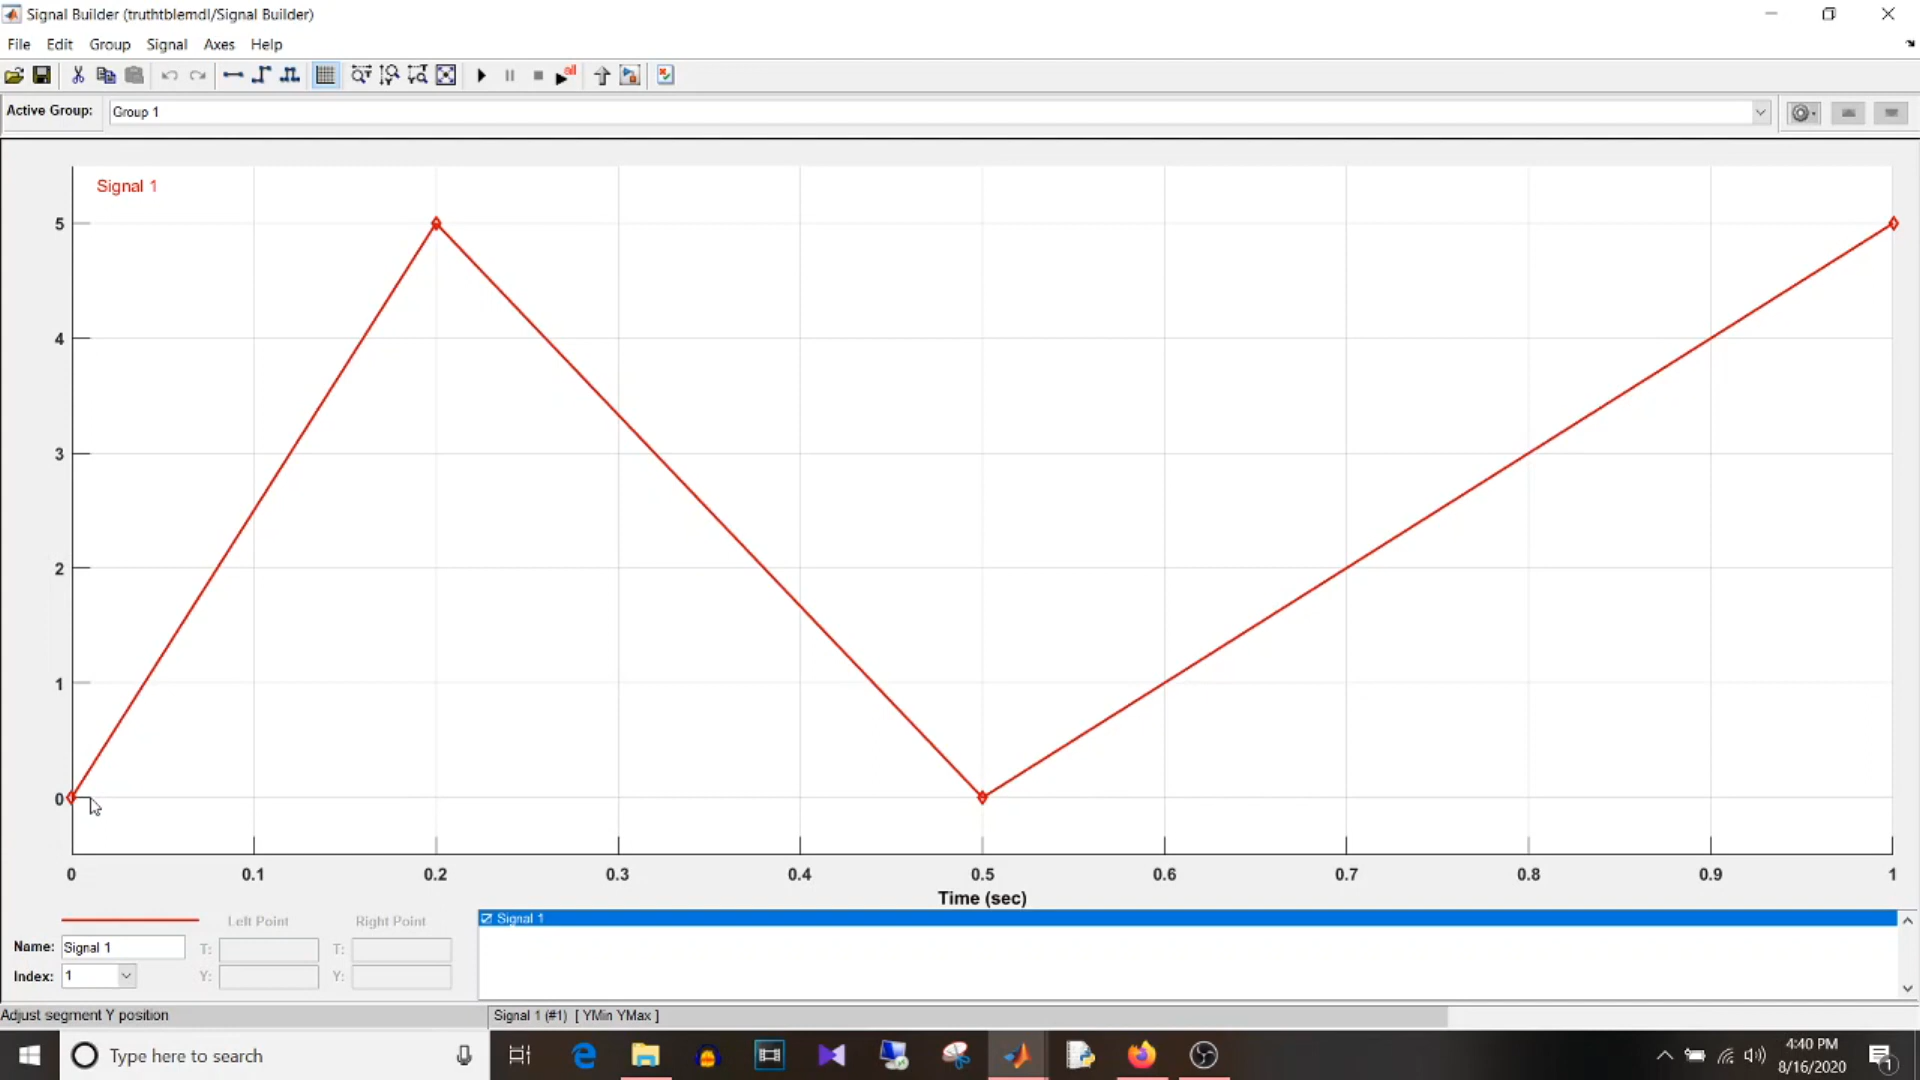 Signal Builder (truthtblemdl/Signal Builder)
File Edit Group Signal Axes Help
all
Active Group: Group 1
Signal 1
5
4
3
2
1
0
0 0.1 0.2 0.3 0.4 0.5 0.6 0.7 0.8 0.9 1
Time (sec)
Left Point Right Point
Signal 1
Name: Signal 1 T: T:
Index: 1 Y: Y:
Adjust segment Y position
Signal 1 (#1) [ YMin YMax ]
Type here to search
4:40 PM
8/16/2020
1